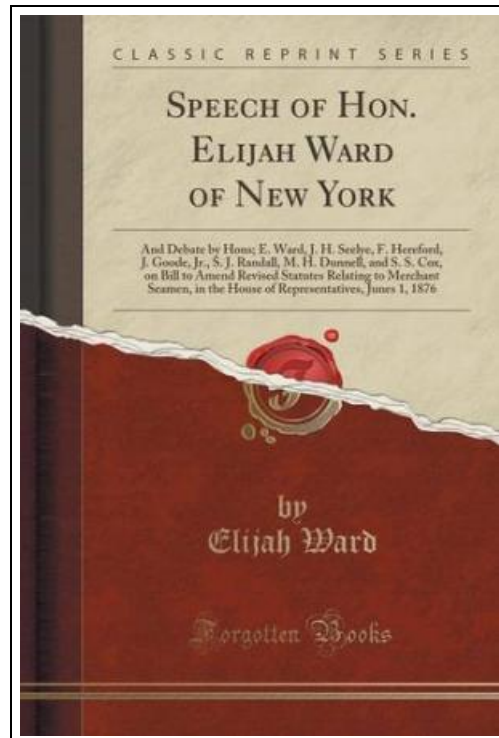 CLASSIC REPRINT SERIES
SPEECH OF HON.
ELIJAH WARD
OF NEW YORK
And Debate by Hons; E. Ward, J. H. Seelye, F. Hereford,
J. Goode, Jr., S. J. Randall, M. H. Dunnell, and S. S. Cox,
on Bill to Amend Revised Statutes Relating to Merchant
Seamen, in the House of Representatives, Junes 1, 1876
by
Elijah Ward
Forgotten Books